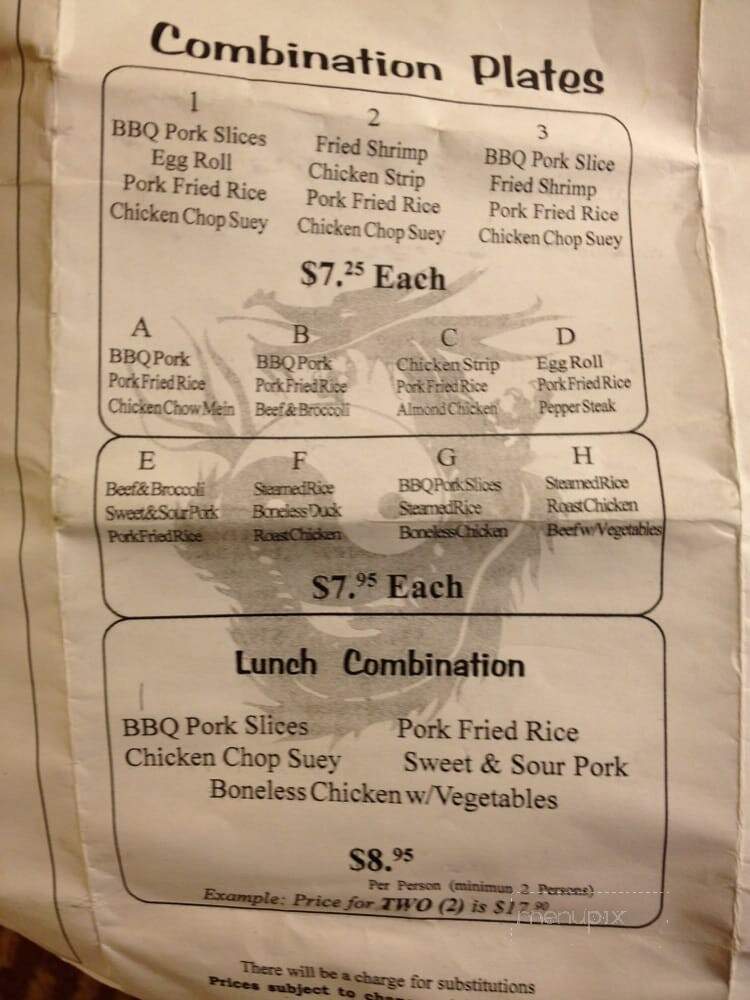 Combination Plates
1 2 3
BBQ Pork Slices Fried Shrimp BBQ Pork Slice
Egg Roll Chicken Strip Fried Shrimp
Pork Fried Rice Pork Fried Rice Pork Fried Rice
Chicken Chop Suey Chicken Chop Suey Chicken Chop Suey
$7.25 Each
A B C D
BBQ Pork BBQ Pork Chicken Strip Egg Roll
Pork Fried Rice Pork Fried Rice Pork Fried Rice Pork Fried Rice
Chicken Chow Mein Beef & Broccoli Almond Chicken Pepper Steak
E F G H
Beef & Broccoli Steamed Rice BBQ Pork Slices Steamed Rice
Sweet & Sour Pork Boneless Duck Steamed Rice Roast Chicken
Pork Fried Rice Roast Chicken Boneless Chicken Beef w/Vegetables
$7.95 Each
Lunch Combination
BBQ Pork Slices Pork Fried Rice
Chicken Chop Suey Sweet & Sour Pork
Boneless Chicken w/Vegetables
$8.95
Per Person (minimun 2 Persons)
Example: Price for TWO (2) is $17.90
menupix
There will be a charge for substitutions
Prices subject to